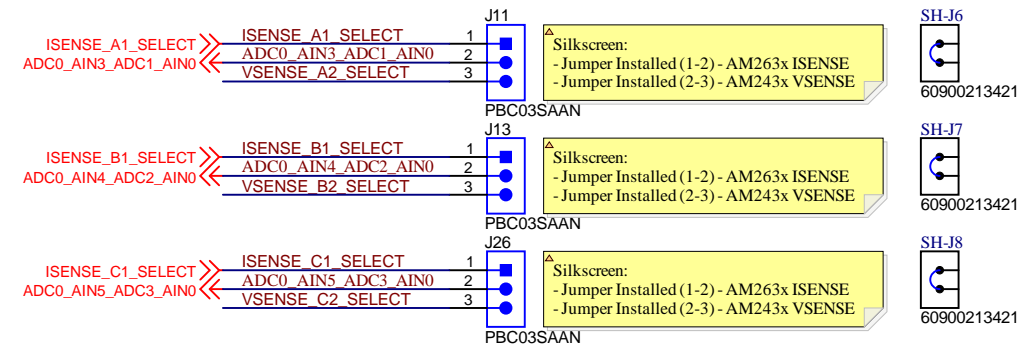 J11
SH-J6
ISENSE_A1_SELECT
ISENSE_A1_SELECT 1
ADC0_AIN3_ADC1_AIN0
ADC0_AIN3_ADC1_AIN0 2
VSENSE_A2_SELECT 3
Silkscreen:
- Jumper Installed (1-2) - AM263x ISENSE
- Jumper Installed (2-3) - AM243x VSENSE
60900213421
PBC03SAAN
J13
SH-J7
ISENSE_B1_SELECT
ISENSE_B1_SELECT 1
ADC0_AIN4_ADC2_AIN0
ADC0_AIN4_ADC2_AIN0 2
VSENSE_B2_SELECT 3
Silkscreen:
- Jumper Installed (1-2) - AM263x ISENSE
- Jumper Installed (2-3) - AM243x VSENSE
60900213421
PBC03SAAN
J26
SH-J8
ISENSE_C1_SELECT
ISENSE_C1_SELECT 1
ADC0_AIN5_ADC3_AIN0
ADC0_AIN5_ADC3_AIN0 2
VSENSE_C2_SELECT 3
Silkscreen:
- Jumper Installed (1-2) - AM263x ISENSE
- Jumper Installed (2-3) - AM243x VSENSE
60900213421
PBC03SAAN